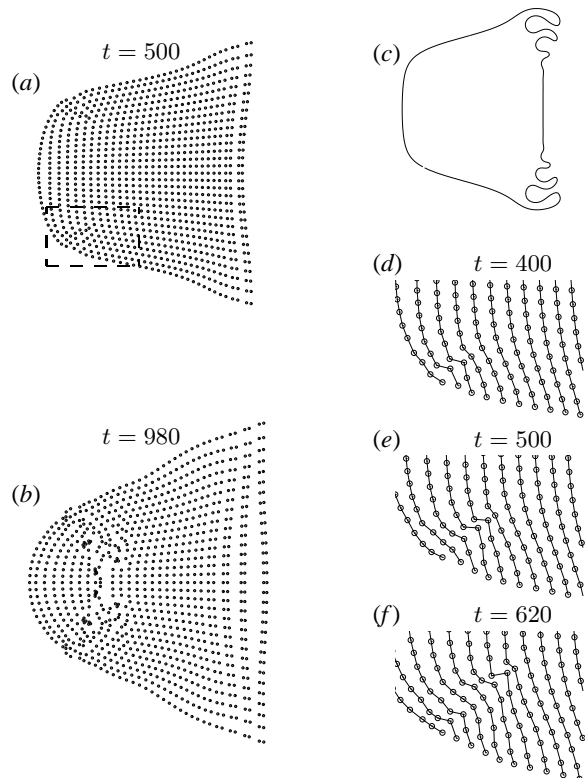 t = 500
(a)
(c)
(d)
t = 400
t = 980
(b)
(e)
t = 500
(f)
t = 620